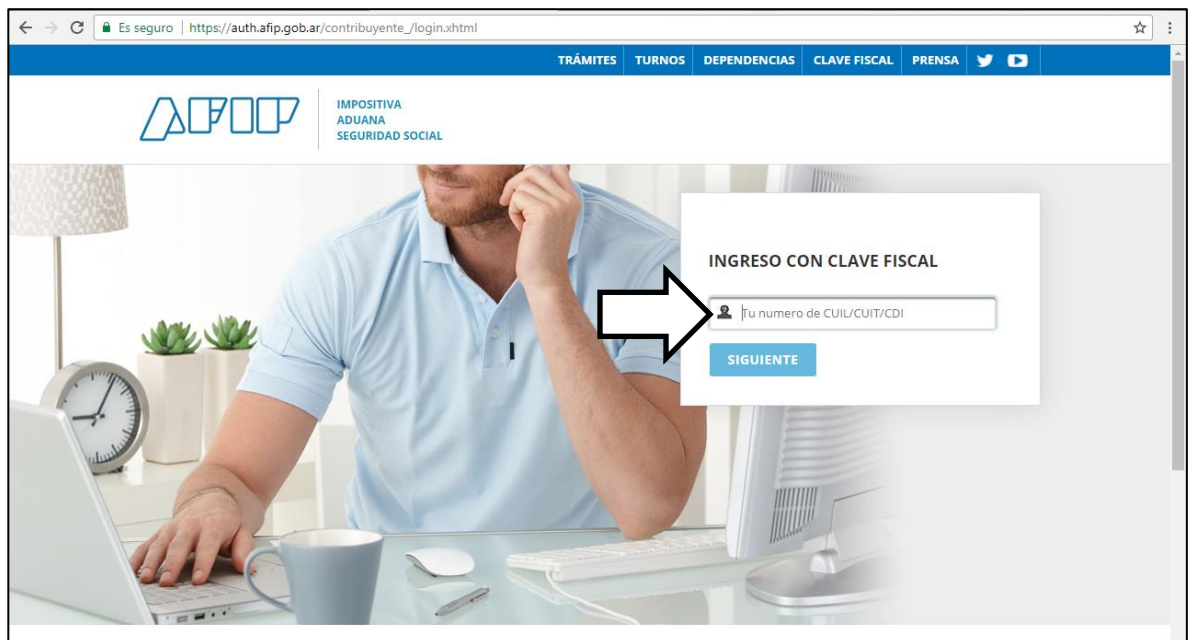 Es seguro | https://auth.afip.gob.ar/contribuyente_/login.xhtml
TRÁMITES TURNOS DEPENDENCIAS CLAVE FISCAL PRENSA
AFIP
IMPOSITIVA
ADUANA
SEGURIDAD SOCIAL
INGRESO CON CLAVE FISCAL
Tu numero de CUIL/CUIT/CDI
SIGUIENTE